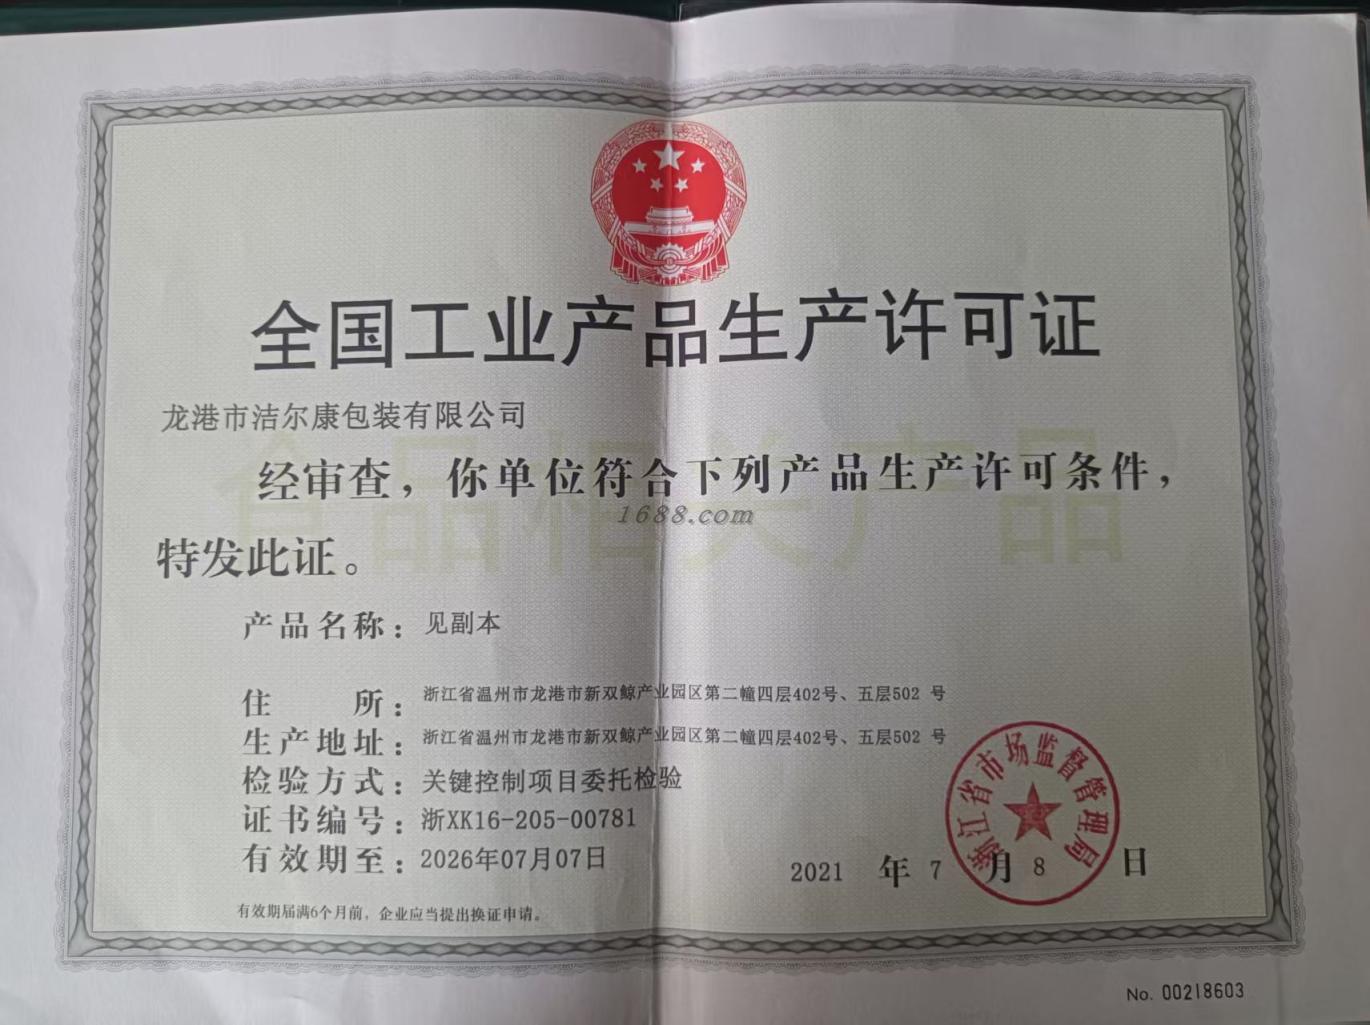 全国工业产品生产许可证
龙港市洁尔康包装有限公司
食品相关产品
经审查，你单位符合下列产品生产许可条件，
1688.com
特发此证。
产品名称：见副本
住所：浙江省温州市龙港市新双鲸产业园区第二幢四层402号、五层502 号
生产地址：浙江省温州市龙港市新双鲸产业园区第二幢四层402号、五层502 号
检验方式：关键控制项目委托检验
证书编号：浙XK16-205-00781
有效期至：2026年07月07日
浙江省市场监督管理局
2021 年 7 月 8 日
有效期届满6个月前，企业应当提出换证申请。
No. 00218603